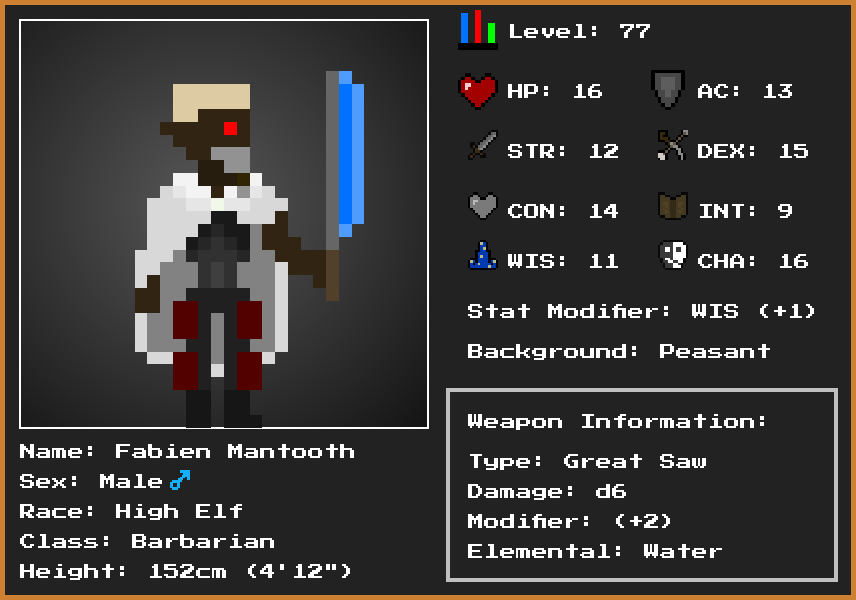 Level: 77
HP: 16 AC: 13
STR: 12 DEX: 15
CON: 14 INT: 9
WIS: 11 CHA: 16
Stat Modifier: WIS (+1)
Background: Peasant
Name: Fabien Mantooth
Sex: Male♂
Race: High Elf
Class: Barbarian
Height: 152cm (4'12")
Weapon Information:
Type: Great Saw
Damage: d6
Modifier: (+2)
Elemental: Water